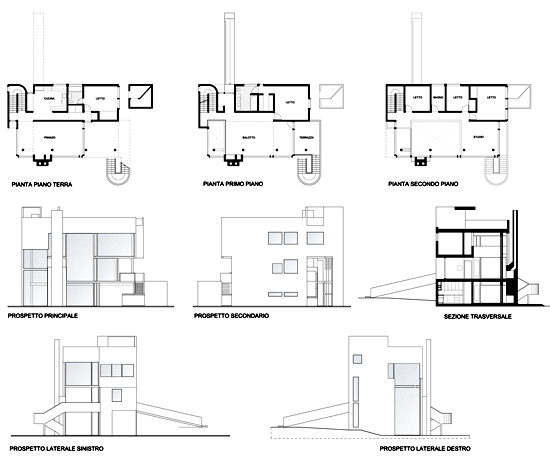 CUCINA
LETTO
PRANZO
PIANTA PIANO TERRA
LETTO
SALOTTO
TERRAZZA
PIANTA PRIMO PIANO
LETTO
BAGNO
LETTO
LETTO
STUDIO
PIANTA SECONDO PIANO
PROSPETTO PRINCIPALE
PROSPETTO SECONDARIO
SEZIONE TRASVERSALE
PROSPETTO LATERALE SINISTRO
PROSPETTO LATERALE DESTRO